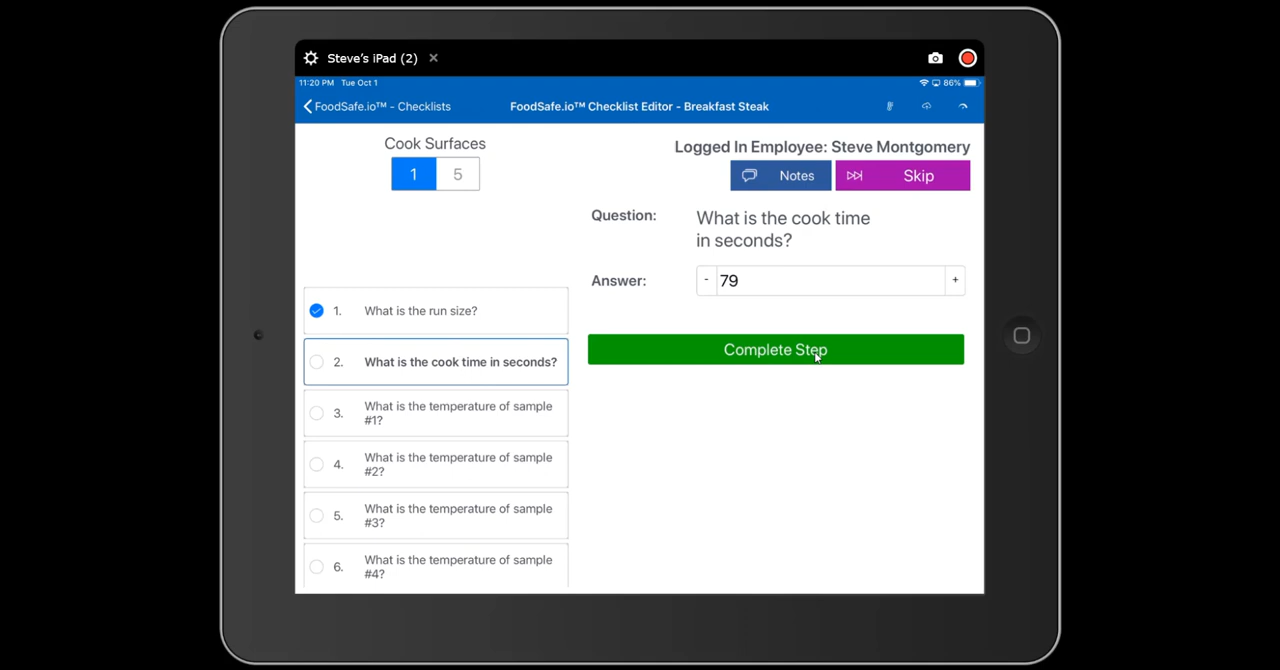 Steve's iPad (2) ×
11:20 PM Tue Oct 1
86%
FoodSafe.io™ - Checklists
FoodSafe.io™ Checklist Editor - Breakfast Steak
Cook Surfaces
1 5
Logged In Employee: Steve Montgomery
Notes
Skip
Question:
What is the cook time
in seconds?
Answer:
- 79 +
Complete Step
1. What is the run size?
2. What is the cook time in seconds?
3. What is the temperature of sample
#1?
4. What is the temperature of sample
#2?
5. What is the temperature of sample
#3?
6. What is the temperature of sample
#4?